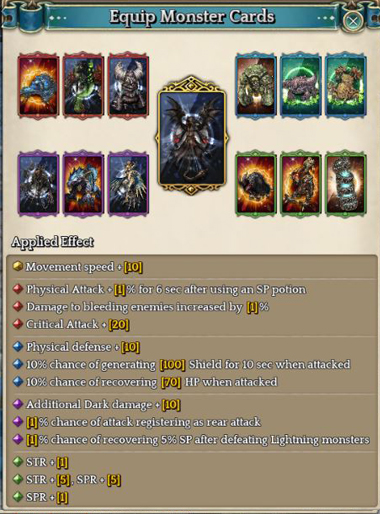 Equip Monster Cards
Applied Effect
Movement speed + [10]
Physical Attack + [1]% for 6 sec after using an SP potion
Damage to bleeding enemies increased by [1]%
Critical Attack + [20]
Physical defense + [10]
10% chance of generating [100] Shield for 10 sec when attacked
10% chance of recovering [70] HP when attacked
Additional Dark damage + [10]
[1]% chance of attack registering as rear attack
[1]% chance of recovering 5% SP after defeating Lightning monsters
STR + [1]
STR + [5], SPR + [5]
SPR + [1]